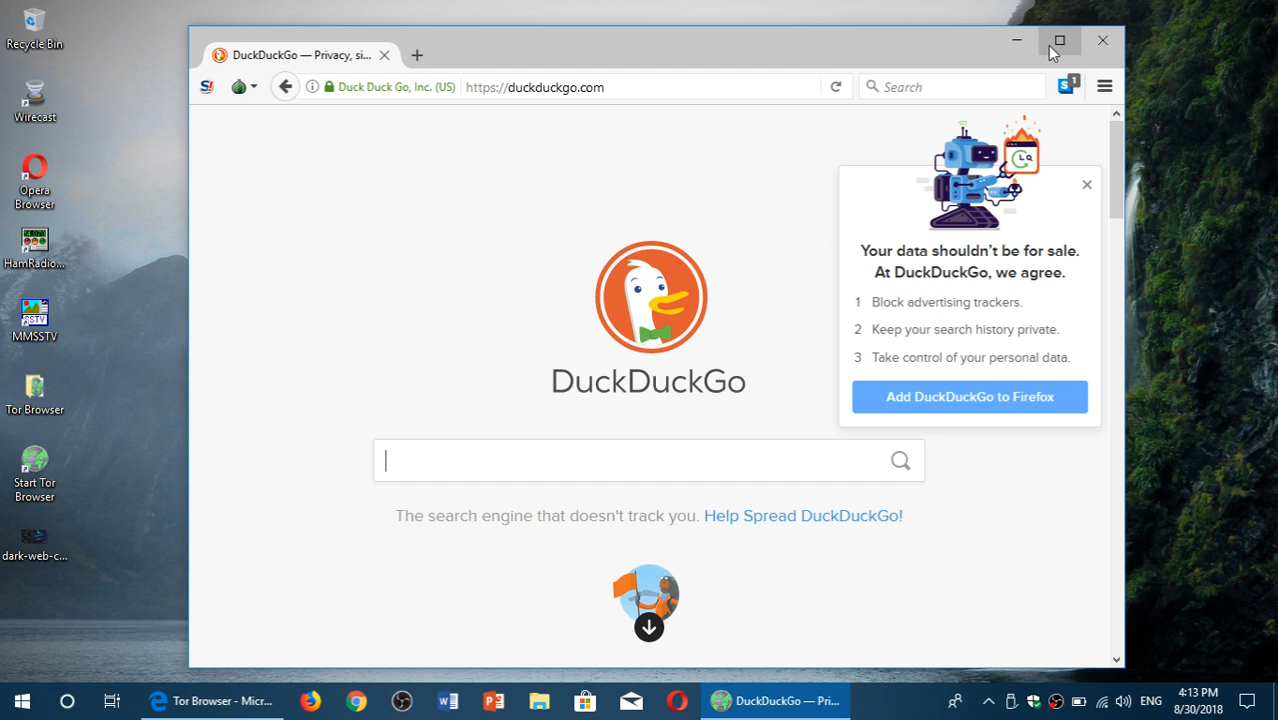 Recycle Bin
Wirecast
Opera
Browser
HamRadio...
SSTV
MMSSTV
Tor Browser
Start Tor
Browser
dark-web-c...
DuckDuckGo — Privacy, si...
S!
Duck Duck Go, Inc. (US)
https://duckduckgo.com
Search
S
1
Your data shouldn't be for sale.
At DuckDuckGo, we agree.
1 Block advertising trackers.
2 Keep your search history private.
3 Take control of your personal data.
Add DuckDuckGo to Firefox
DuckDuckGo
The search engine that doesn't track you. Help Spread DuckDuckGo!
Tor Browser - Micr...
DuckDuckGo — Pri...
ENG
4:13 PM
8/30/2018